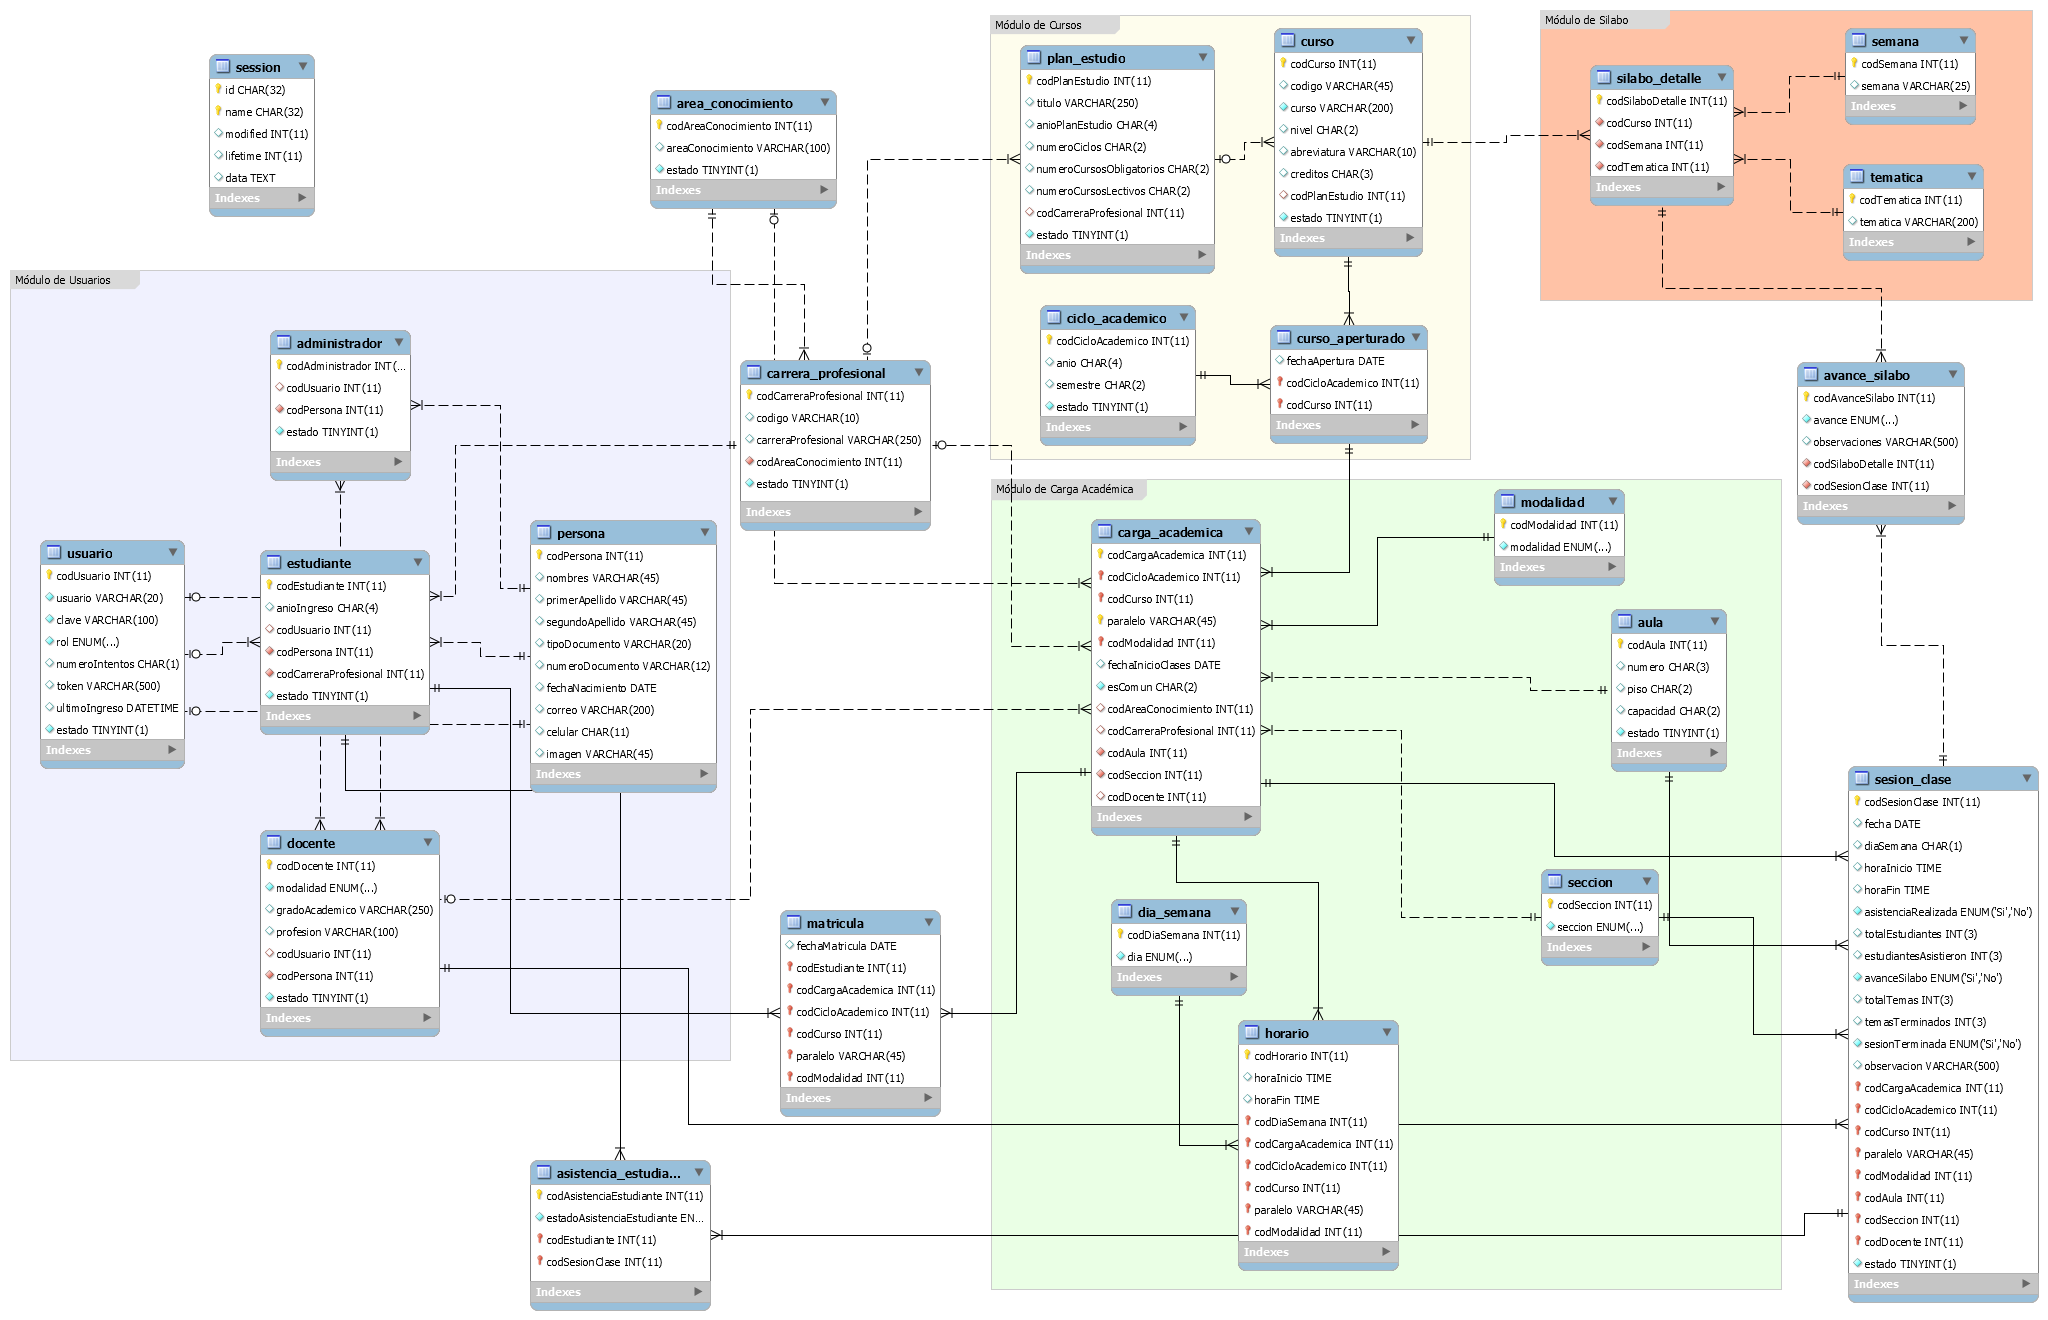 session
id CHAR(32)
name CHAR(32)
modified INT(11)
lifetime INT(11)
data TEXT
Indexes
area_conocimiento
codAreaConocimiento INT(11)
areaConocimiento VARCHAR(100)
estado TINYINT(1)
Indexes
Módulo de Cursos
plan_estudio
codPlanEstudio INT(11)
titulo VARCHAR(250)
anioPlanEstudio CHAR(4)
numeroCiclos CHAR(2)
numeroCursosObligatorios CHAR(2)
numeroCursosLectivos CHAR(2)
codCarreraProfesional INT(11)
estado TINYINT(1)
Indexes
curso
codCurso INT(11)
codigo VARCHAR(45)
curso VARCHAR(200)
nivel CHAR(2)
abreviatura VARCHAR(10)
creditos CHAR(3)
codPlanEstudio INT(11)
estado TINYINT(1)
Indexes
ciclo_academico
codCicloAcademico INT(11)
anio CHAR(4)
semestre CHAR(2)
estado TINYINT(1)
Indexes
curso_aperturado
fechaApertura DATE
codCicloAcademico INT(11)
codCurso INT(11)
Indexes
Módulo de Silabo
silabo_detalle
codSilaboDetalle INT(11)
codCurso INT(11)
codSemana INT(11)
codTematica INT(11)
Indexes
semana
codSemana INT(11)
semana VARCHAR(25)
Indexes
tematica
codTematica INT(11)
tematica VARCHAR(200)
Indexes
Módulo de Usuarios
administrador
codAdministrador INT(...
codUsuario INT(11)
codPersona INT(11)
estado TINYINT(1)
Indexes
usuario
codUsuario INT(11)
usuario VARCHAR(20)
clave VARCHAR(100)
rol ENUM(...)
numeroIntentos CHAR(1)
token VARCHAR(500)
ultimoIngreso DATETIME
estado TINYINT(1)
Indexes
estudiante
codEstudiante INT(11)
anioIngreso CHAR(4)
codUsuario INT(11)
codPersona INT(11)
codCarreraProfesional INT(11)
estado TINYINT(1)
Indexes
persona
codPersona INT(11)
nombres VARCHAR(45)
primerApellido VARCHAR(45)
segundoApellido VARCHAR(45)
tipoDocumento VARCHAR(20)
numeroDocumento VARCHAR(12)
fechaNacimiento DATE
correo VARCHAR(200)
celular CHAR(11)
imagen VARCHAR(45)
Indexes
docente
codDocente INT(11)
modalidad ENUM(...)
gradoAcademico VARCHAR(250)
profesion VARCHAR(100)
codUsuario INT(11)
codPersona INT(11)
estado TINYINT(1)
Indexes
carrera_profesional
codCarreraProfesional INT(11)
codigo VARCHAR(10)
carreraProfesional VARCHAR(250)
codAreaConocimiento INT(11)
estado TINYINT(1)
Indexes
matricula
fechaMatricula DATE
codEstudiante INT(11)
codCargaAcademica INT(11)
codCicloAcademico INT(11)
codCurso INT(11)
paralelo VARCHAR(45)
codModalidad INT(11)
Indexes
asistencia_estudia...
codAsistenciaEstudiante INT(11)
estadoAsistenciaEstudiante EN...
codEstudiante INT(11)
codSesionClase INT(11)
Indexes
Módulo de Carga Académica
carga_academica
codCargaAcademica INT(11)
codCicloAcademico INT(11)
codCurso INT(11)
paralelo VARCHAR(45)
codModalidad INT(11)
fechaInicioClases DATE
esComun CHAR(2)
codAreaConocimiento INT(11)
codCarreraProfesional INT(11)
codAula INT(11)
codSeccion INT(11)
codDocente INT(11)
Indexes
modalidad
codModalidad INT(11)
modalidad ENUM(...)
Indexes
aula
codAula INT(11)
numero CHAR(3)
piso CHAR(2)
capacidad CHAR(2)
estado TINYINT(1)
Indexes
seccion
codSeccion INT(11)
seccion ENUM(...)
Indexes
dia_semana
codDiaSemana INT(11)
dia ENUM(...)
Indexes
horario
codHorario INT(11)
horaInicio TIME
horaFin TIME
codDiaSemana INT(11)
codCargaAcademica INT(11)
codCicloAcademico INT(11)
codCurso INT(11)
paralelo VARCHAR(45)
codModalidad INT(11)
Indexes
avance_silabo
codAvanceSilabo INT(11)
avance ENUM(...)
observaciones VARCHAR(500)
codSilaboDetalle INT(11)
codSesionClase INT(11)
Indexes
sesion_clase
codSesionClase INT(11)
fecha DATE
diaSemana CHAR(1)
horaInicio TIME
horaFin TIME
asistenciaRealizada ENUM('Si','No')
totalEstudiantes INT(3)
estudiantesAsistieron INT(3)
avanceSilabo ENUM('Si','No')
totalTemas INT(3)
temasTerminados INT(3)
sesionTerminada ENUM('Si','No')
observacion VARCHAR(500)
codCargaAcademica INT(11)
codCicloAcademico INT(11)
codCurso INT(11)
paralelo VARCHAR(45)
codModalidad INT(11)
codAula INT(11)
codSeccion INT(11)
codDocente INT(11)
estado TINYINT(1)
Indexes